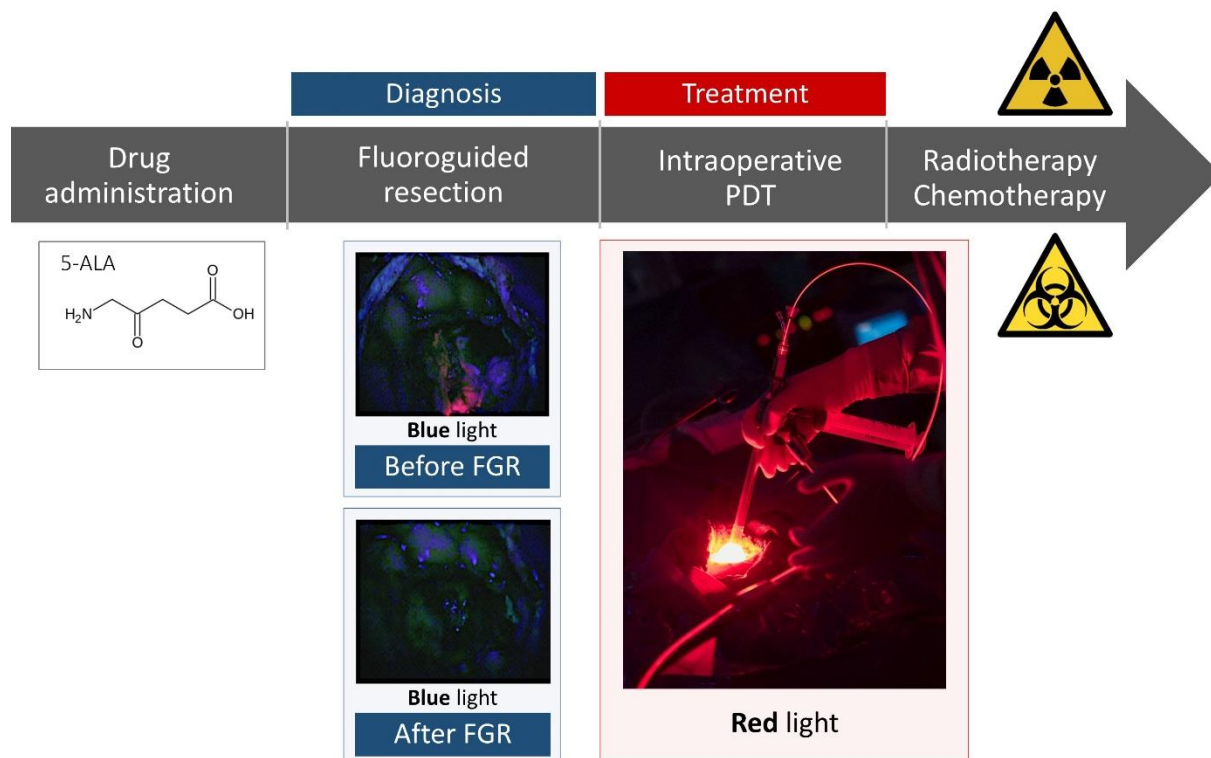 Diagnosis
Treatment
Drug
administration
Fluoroguided
resection
Intraoperative
PDT
Radiotherapy
Chemotherapy
5-ALA
H₂N
O
O
OH
Blue light
Before FGR
Blue light
After FGR
Red light